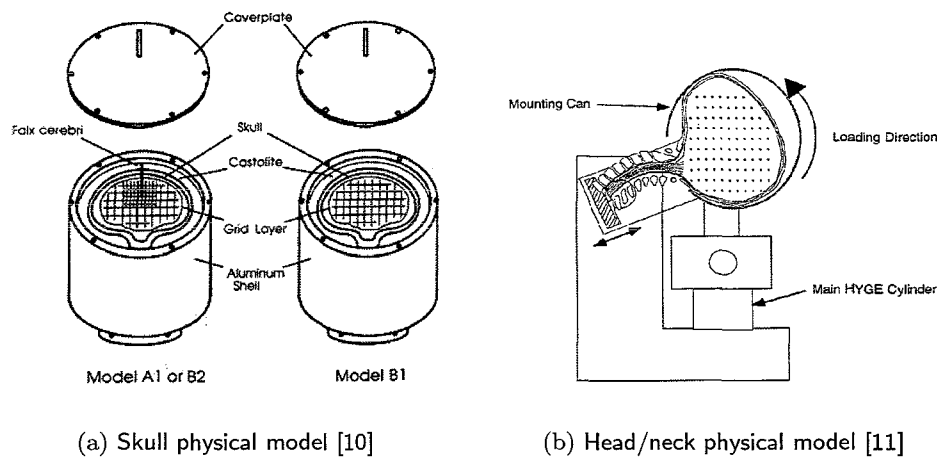 Coverplate
Falx cerebri
Skull
Castolite
Grid Layer
Aluminum
Shell
Model A1 or B2
Model B1
Mounting Can
Loading Direction
Main HYGE Cylinder
(a) Skull physical model [10]
(b) Head/neck physical model [11]